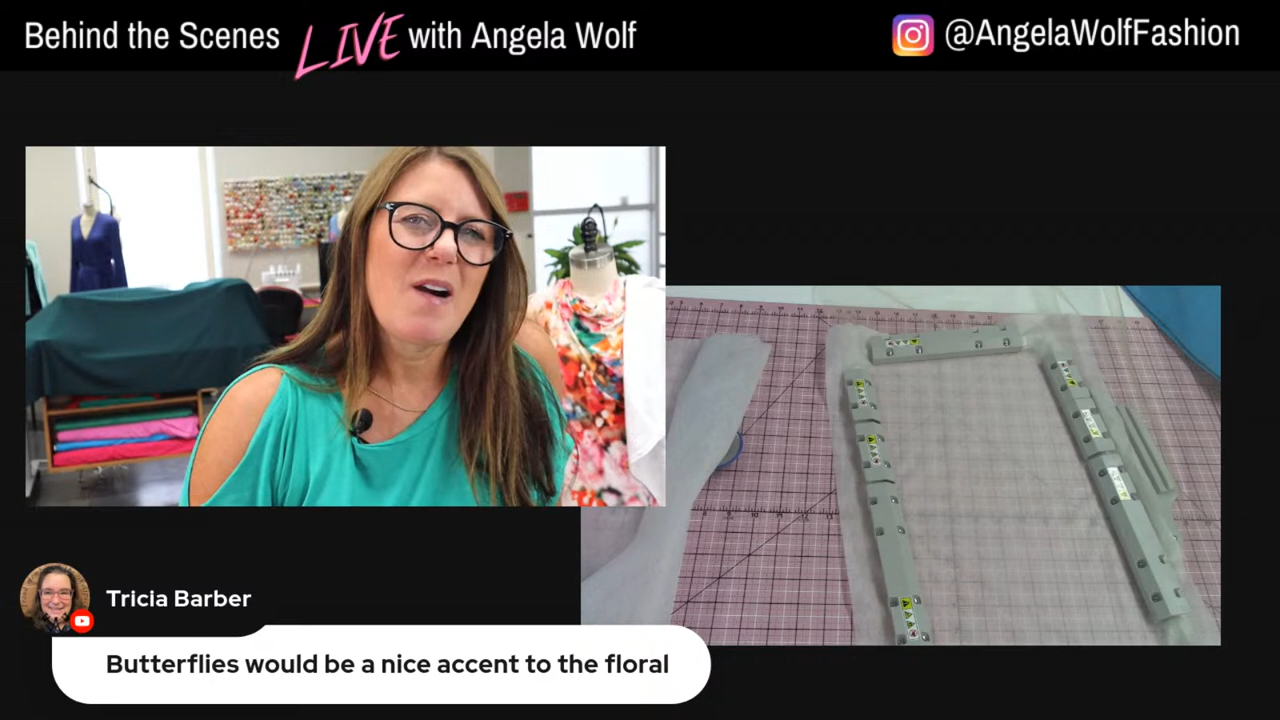 Behind the Scenes LIVE with Angela Wolf
@AngelaWolfFashion
Tricia Barber
Butterflies would be a nice accent to the floral